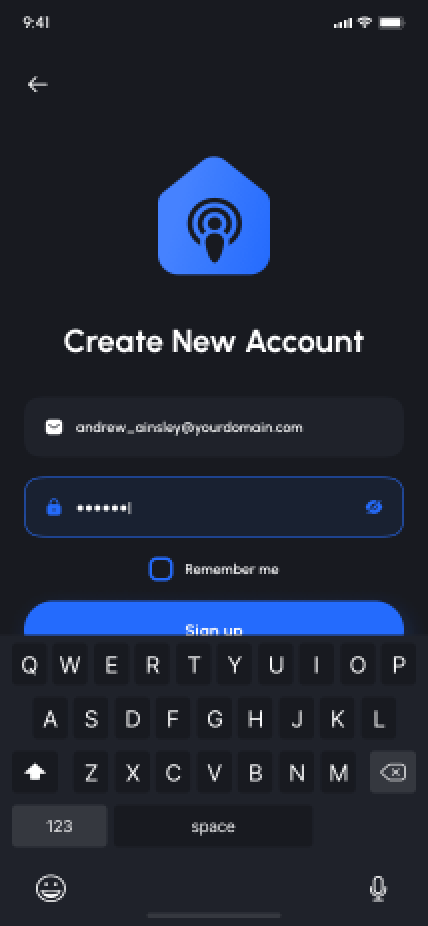 9:41
Create New Account
andrew_ainsley@yourdomain.com
••••••
Remember me
Sign up
Q W E R T Y U I O P
A S D F G H J K L
Z X C V B N M
123 space